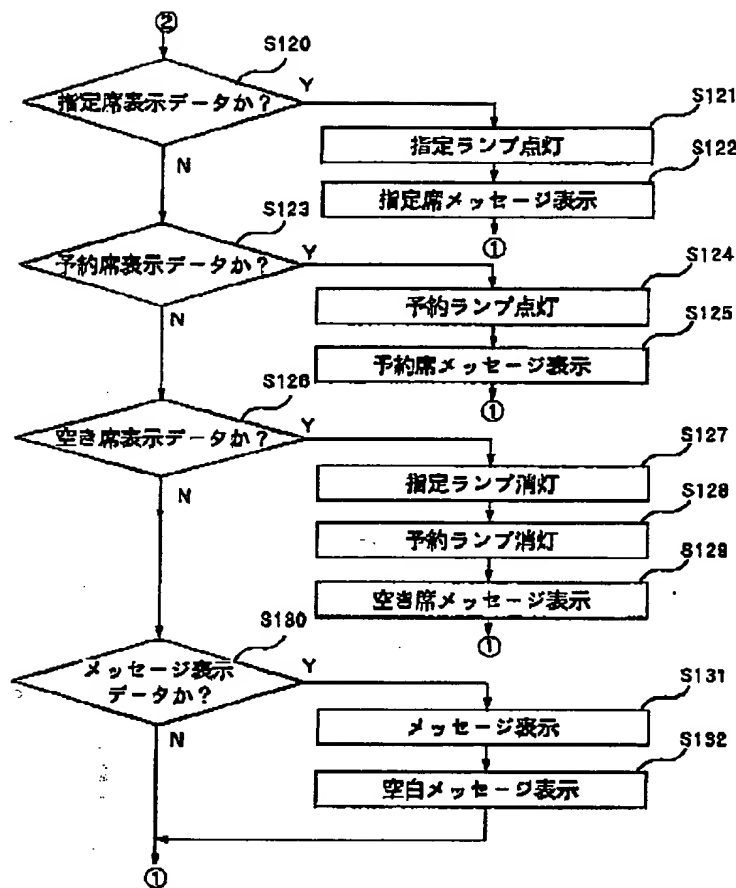 ②
S120
指定席表示データか？
Y
N
S121
指定ランプ点灯
S122
指定席メッセージ表示
①
S123
予約席表示データか？
Y
N
S124
予約ランプ点灯
S125
予約席メッセージ表示
①
S126
空き席表示データか？
Y
N
S127
指定ランプ消灯
S128
予約ランプ消灯
S129
空き席メッセージ表示
①
S130
メッセージ表示
データか？
Y
N
S131
メッセージ表示
S132
空白メッセージ表示
①